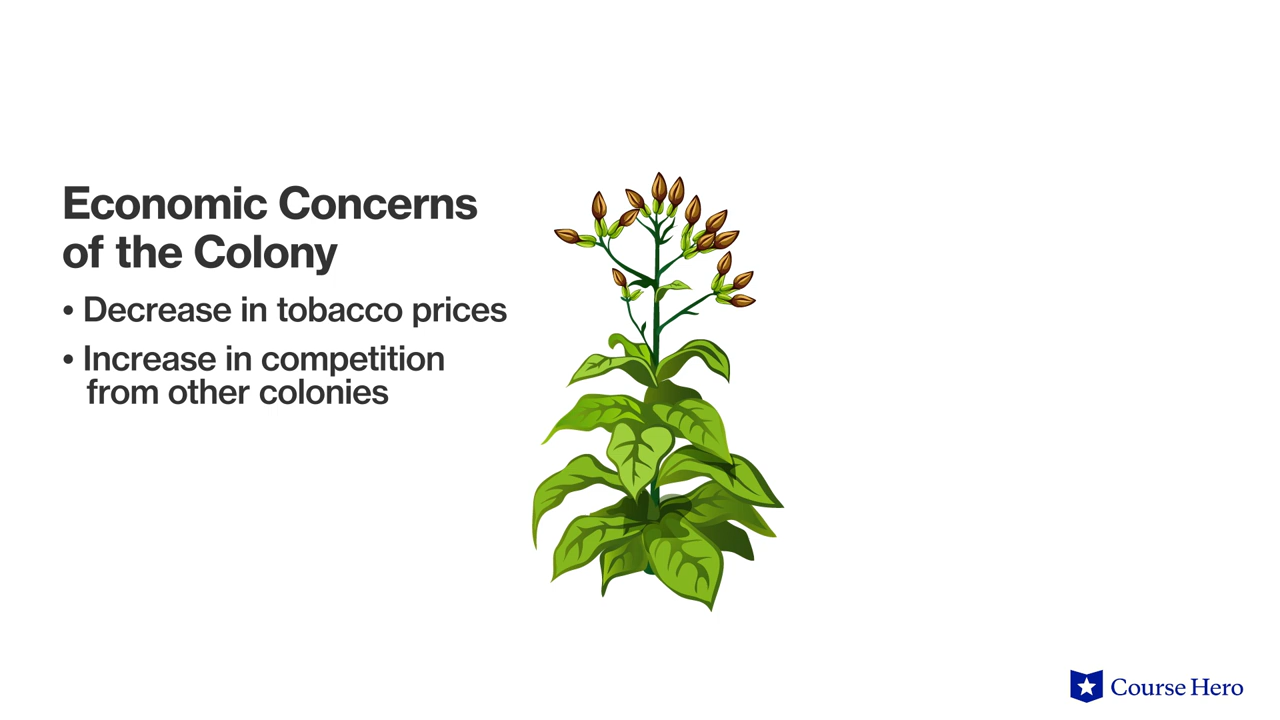 Economic Concerns
of the Colony
• Decrease in tobacco prices
• Increase in competition
from other colonies
Course Hero